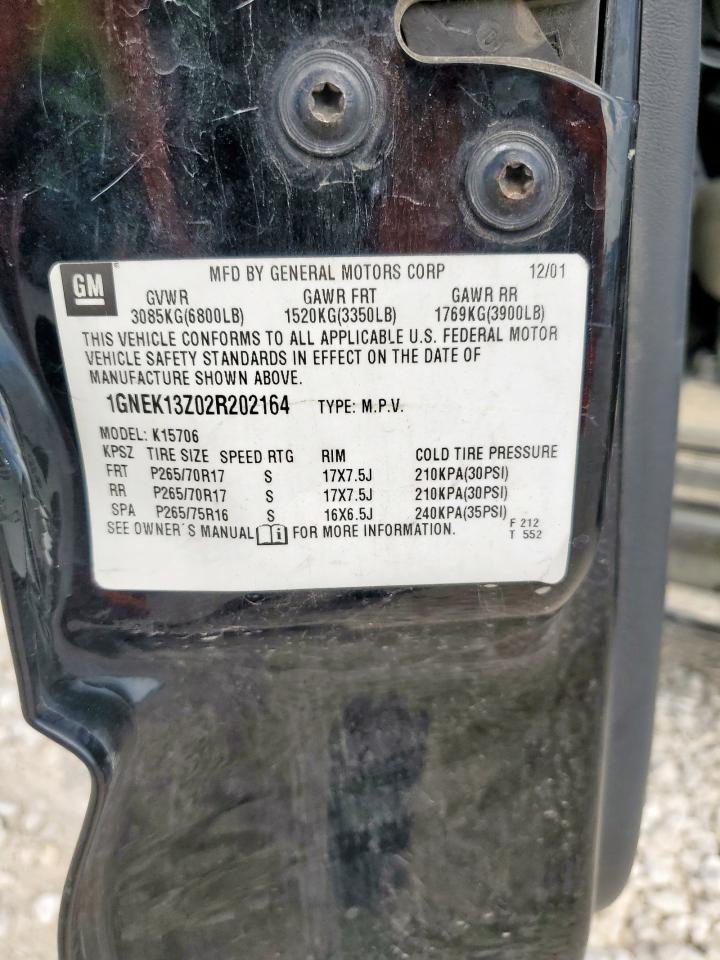 GM ® MFD BY GENERAL MOTORS CORP 12/01
GVWR GAWR FRT GAWR RR
3085KG(6800LB) 1520KG(3350LB) 1769KG(3900LB)
THIS VEHICLE CONFORMS TO ALL APPLICABLE U.S. FEDERAL MOTOR
VEHICLE SAFETY STANDARDS IN EFFECT ON THE DATE OF
MANUFACTURE SHOWN ABOVE.
1GNEK13Z02R202164 TYPE: M.P.V.
MODEL: K15706
KPSZ TIRE SIZE SPEED RTG RIM COLD TIRE PRESSURE
FRT P265/70R17 S 17X7.5J 210KPA(30PSI)
RR P265/70R17 S 17X7.5J 210KPA(30PSI)
SPA P265/75R16 S 16X6.5J 240KPA(35PSI)
SEE OWNER'S MANUAL i FOR MORE INFORMATION.
F 212
T 552